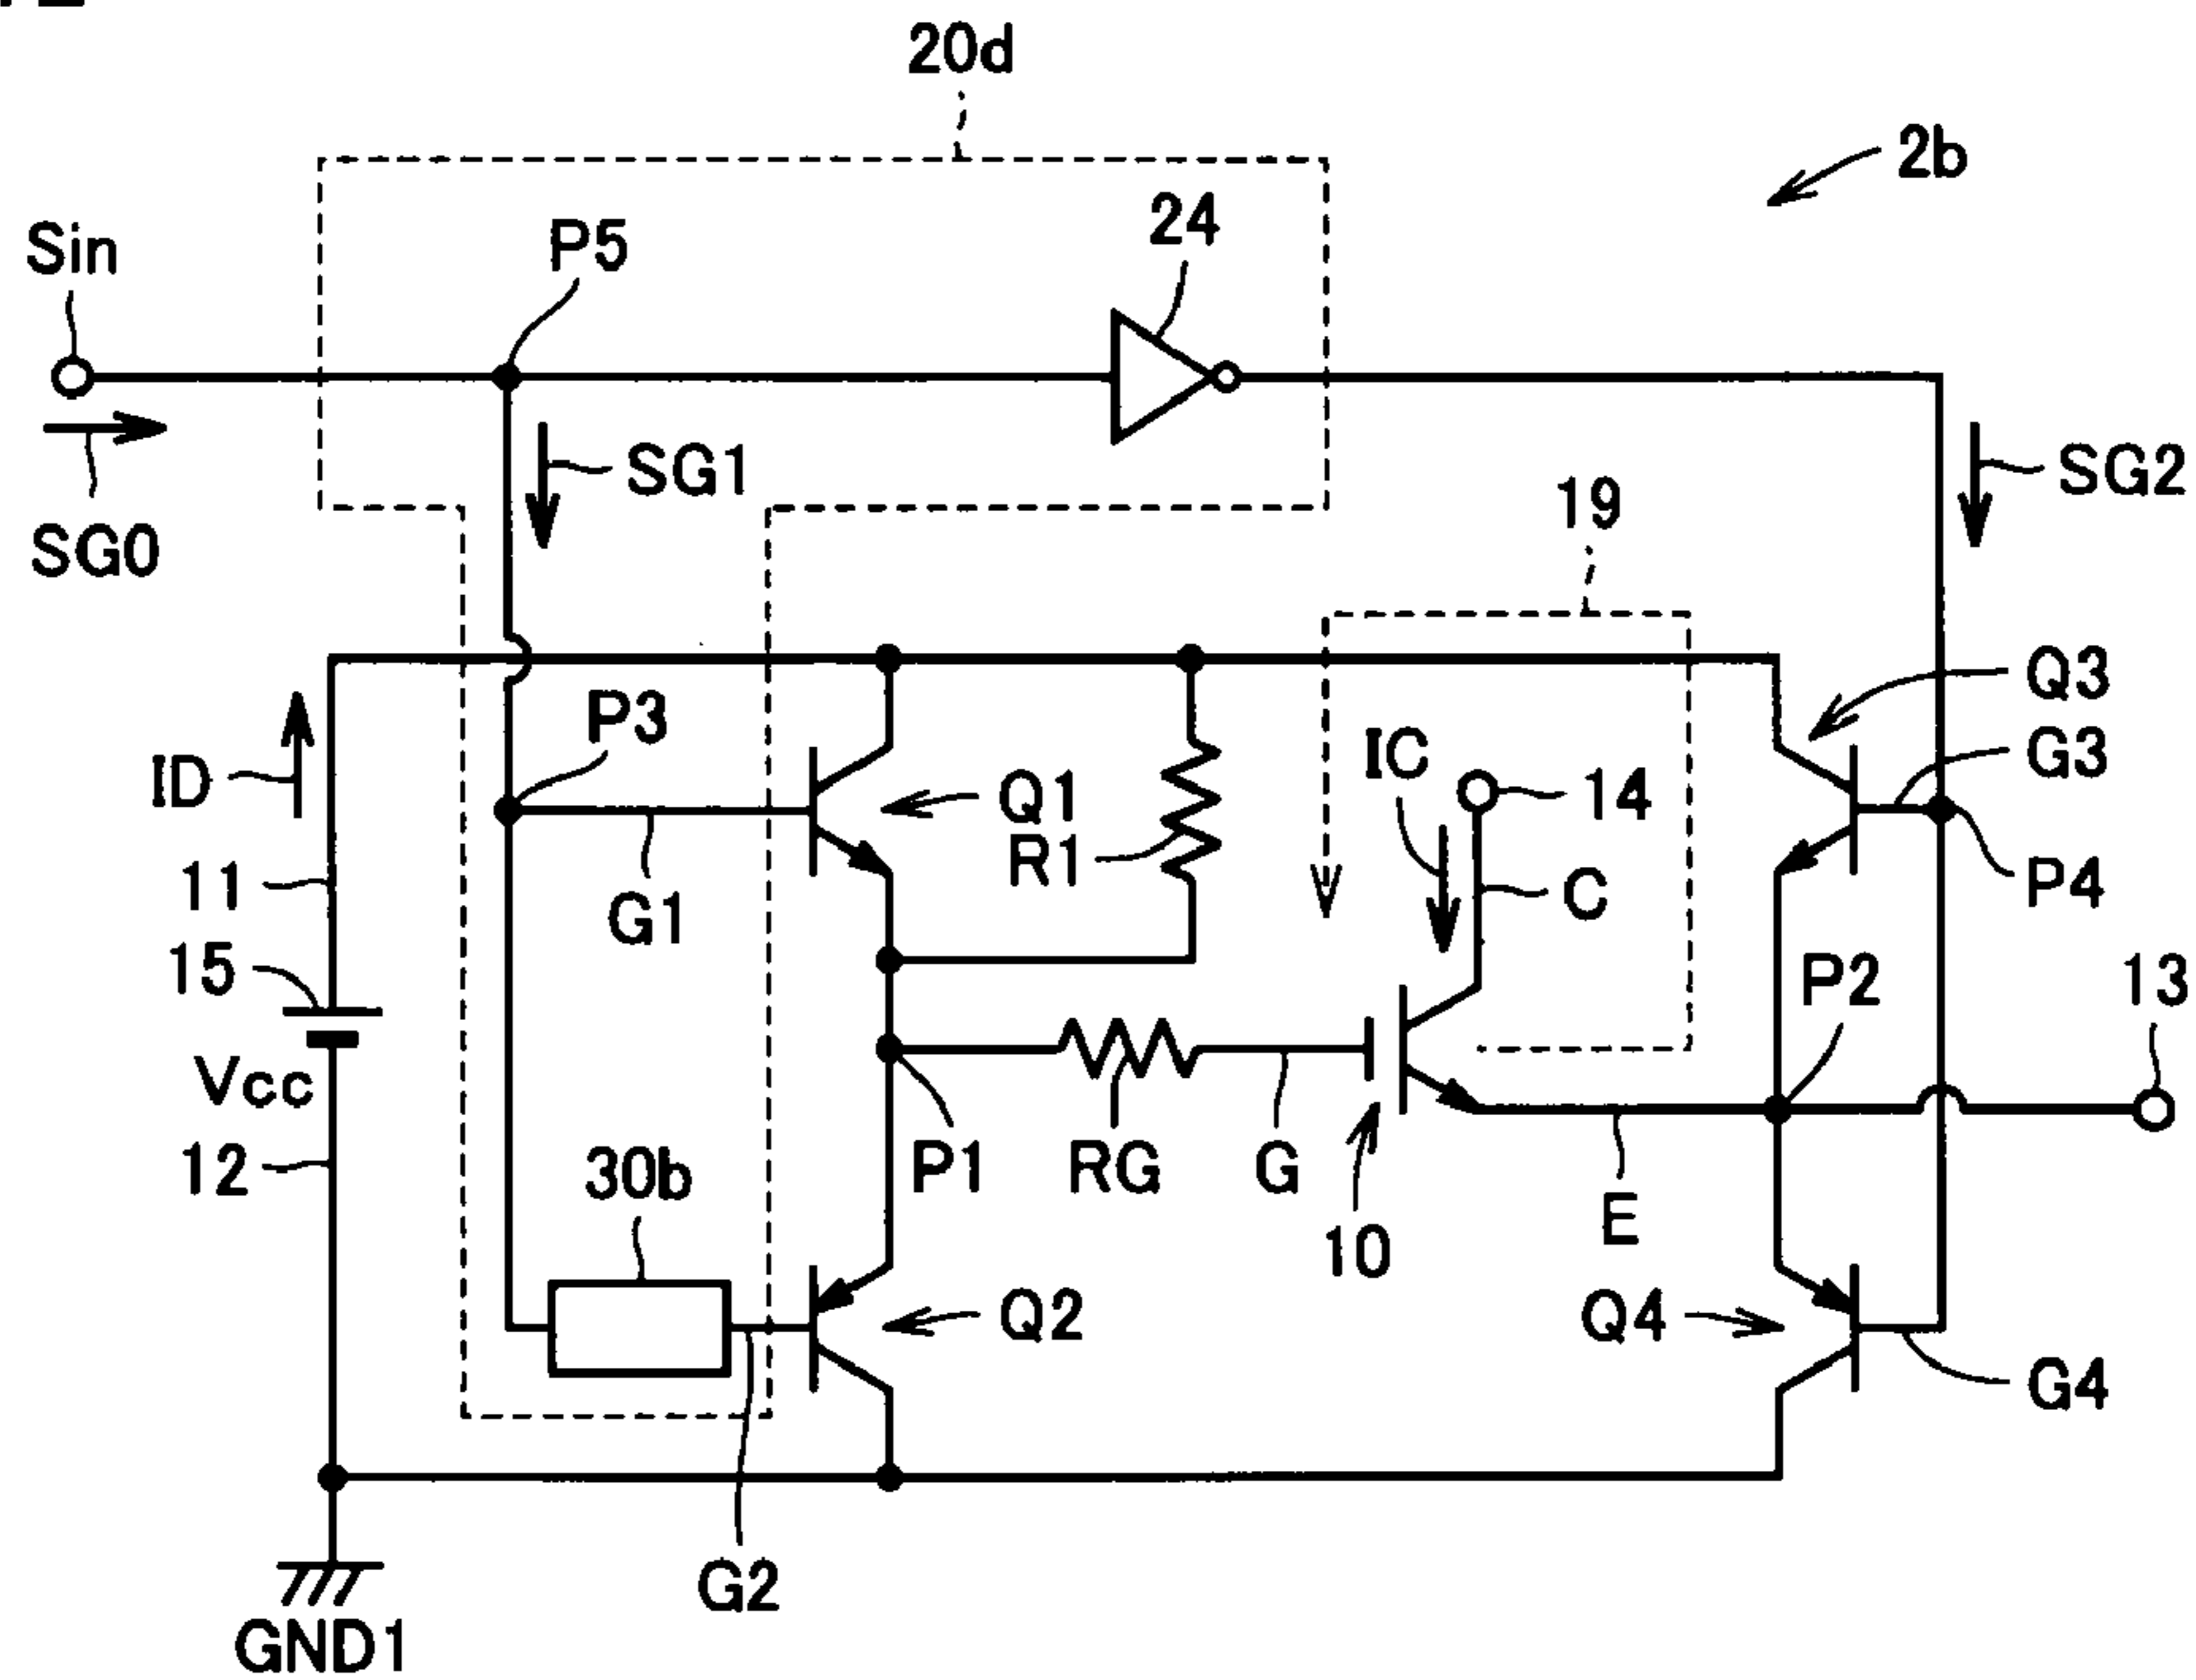 20d
2b
24
Sin
P5
SG1
SG2
19
SG0
Q3
P3
G3
IC
ID
Q1
14
R1
11
C
P4
G1
15
P2
13
Vcc
12
30b
P1
RG
G
E
10
Q2
Q4
G4
G2
GND1